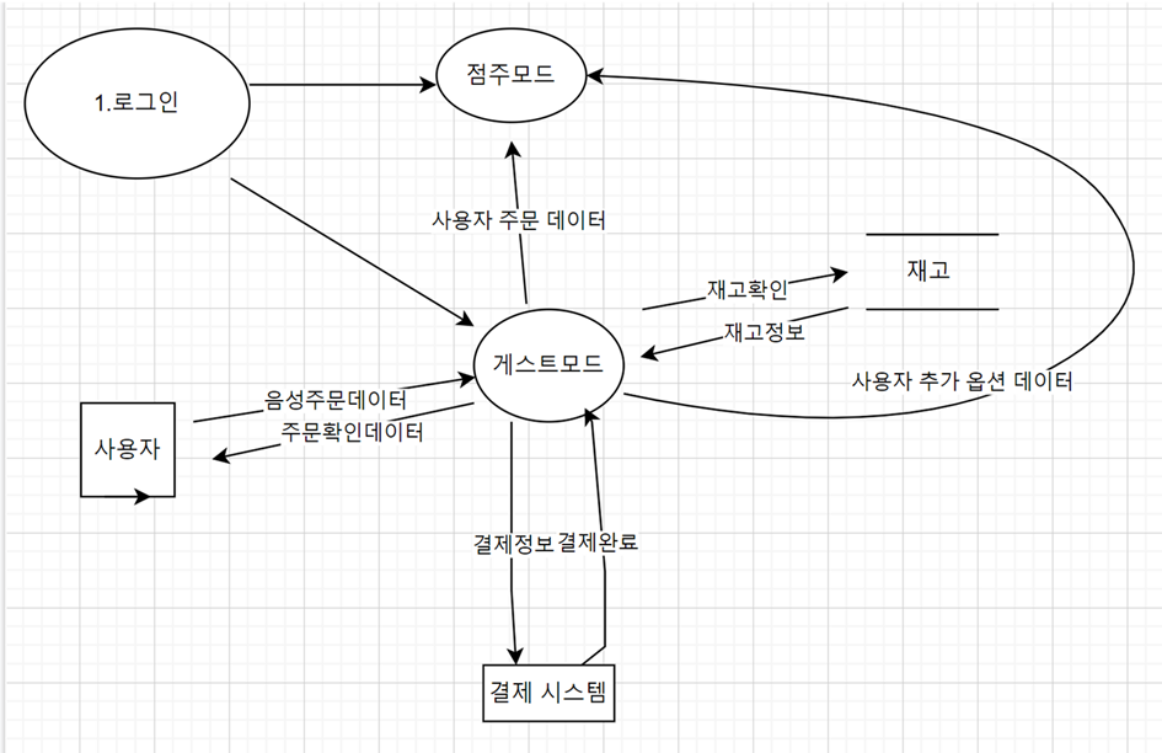 1.로그인
점주모드
사용자 주문 데이터
재고
재고확인
재고정보
게스트모드
사용자 추가 옵션 데이터
음성주문데이터
주문확인데이터
사용자
결제정보
결제완료
결제 시스템